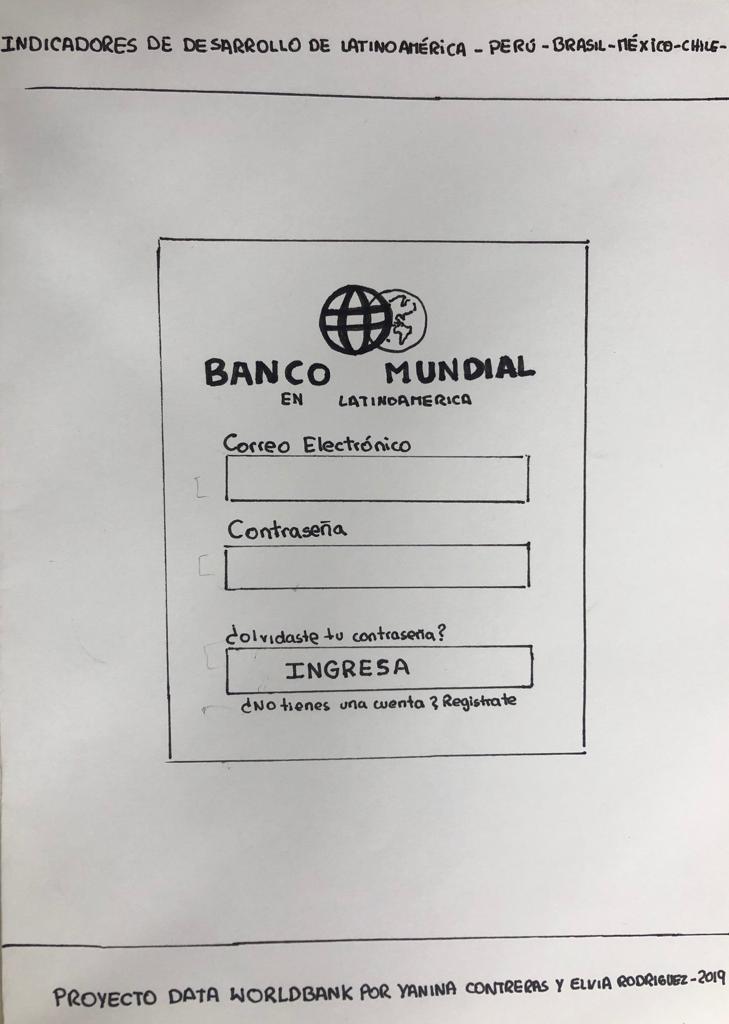 INDICADORES DE DESARROLLO DE LATINOAMÉRICA - PERÚ - BRASIL - MÉXICO - CHILE -
BANCO MUNDIAL
EN LATINOAMERICA
Correo Electrónico
Contraseña
¿olvidaste tu contraseña?
INGRESA
¿No tienes una cuenta? Registrate
PROYECTO DATA WORLDBANK POR YANINA CONTRERAS Y ELVIA RODRIGUEZ - 2019